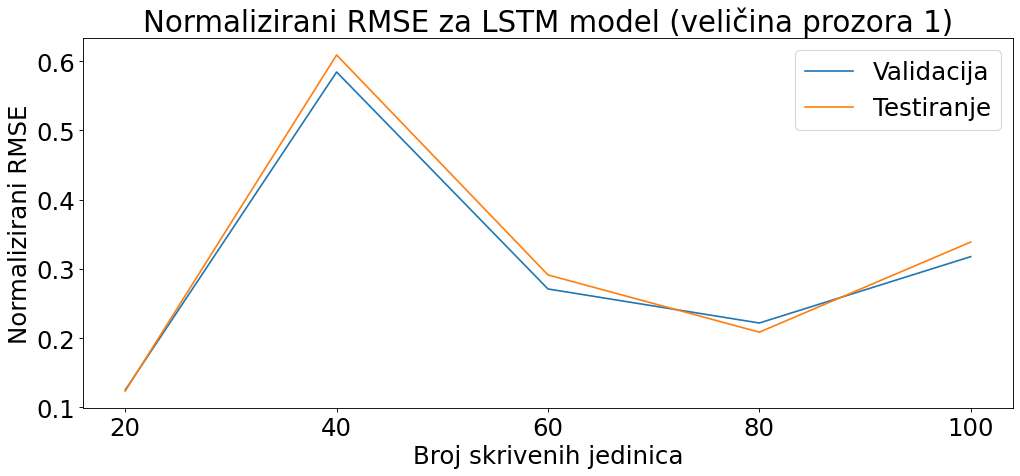 Normalizirani RMSE za LSTM model (veličina prozora 1)
Validacija
Testiranje
Normalizirani RMSE
0.6
0.5
0.4
0.3
0.2
0.1
20 40 60 80 100
Broj skrivenih jedinica